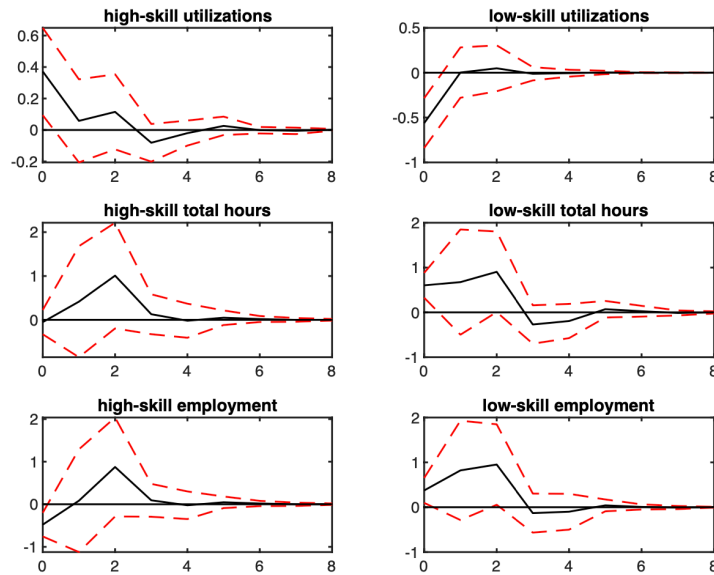 high-skill utilizations
0.6
0.4
0.2
0
-0.2
0 2 4 6 8
low-skill utilizations
0.5
0
-0.5
-1
0 2 4 6 8
high-skill total hours
2
1
0
0 2 4 6 8
low-skill total hours
2
1
0
-1
0 2 4 6 8
high-skill employment
2
1
0
-1
0 2 4 6 8
low-skill employment
2
1
0
-1
0 2 4 6 8